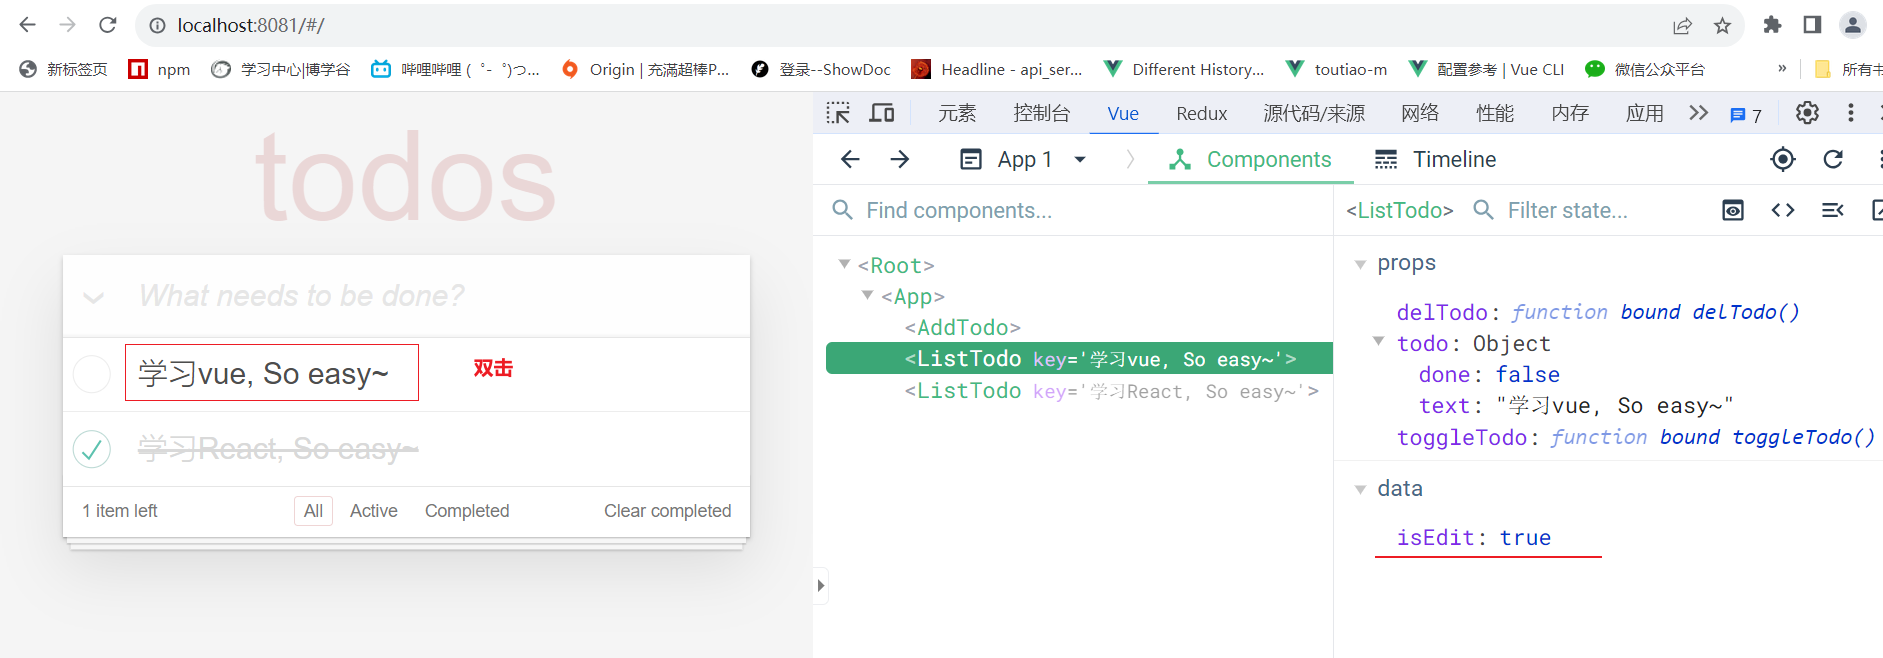 localhost:8081/#/
新标签页 npm 学习中心|博学谷 哔哩哔哩 ( ゜- ゜)つ... Origin | 充满超棒P... 登录--ShowDoc Headline - api_ser... Different History... toutiao-m 配置参考 | Vue CLI 微信公众平台 » 所有书
todos
What needs to be done?
学习vue, So easy~
双击
学习React, So easy~
1 item left All Active Completed Clear completed
元素 控制台 Vue Redux 源代码/来源 网络 性能 内存 应用 7
App 1 Components Timeline
Find components...
<Root>
<App>
<AddTodo>
<ListTodo key='学习vue, So easy~'>
<ListTodo key='学习React, So easy~'>
<ListTodo> Filter state...
props
delTodo: function bound delTodo()
todo: Object
done: false
text: "学习vue, So easy~"
toggleTodo: function bound toggleTodo()
data
isEdit: true